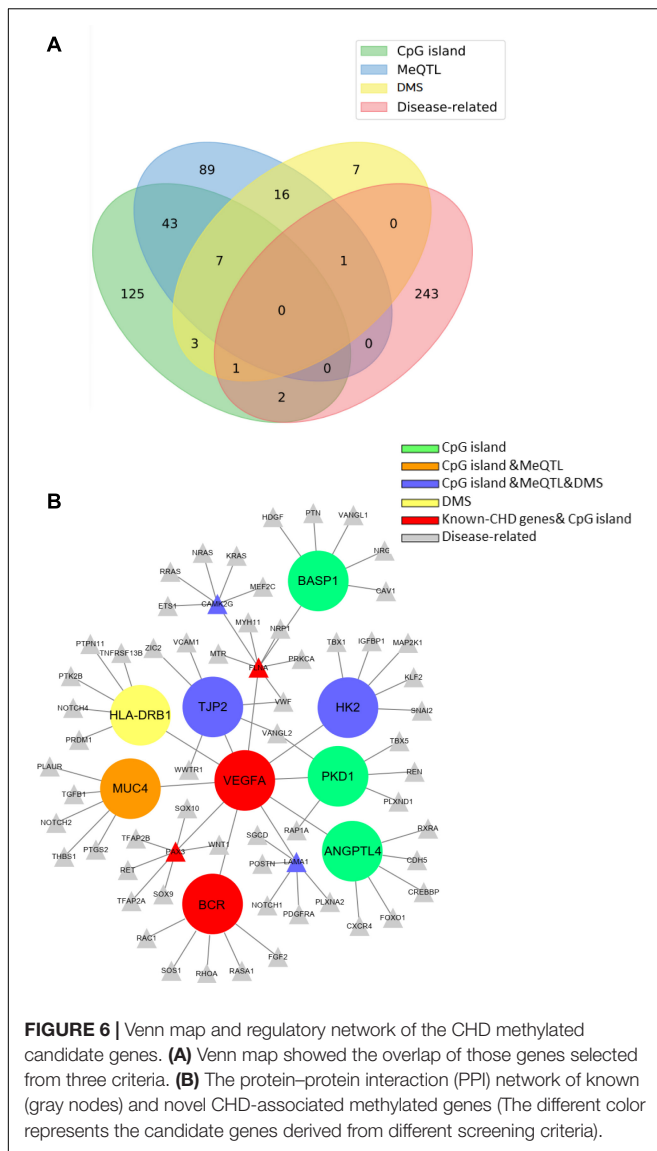 A
CpG island
MeQTL
DMS
Disease-related
89
7
16
43
0
7
1
125
243
0
3
0
1
0
2
CpG island
CpG island &MeQTL
CpG island &MeQTL&DMS
DMS
Known-CHD genes& CpG island
Disease-related
B
HDGF
PTN
VANGL1
NRG
CAV1
BASP1
NRAS
KRAS
RRAS
MEF2C
ETS1
CAMK2G
MYH11
NRP1
MTR
PRKCA
FLNA
PTPN11
TNFRSF13B
ZIC2
VCAM1
PTK2B
NOTCH4
PRDM1
HLA-DRB1
TJP2
VWF
VANGL2
WWTR1
TBX1
IGFBP1
MAP2K1
KLF2
SNAI2
HK2
PLAUR
TGFB1
NOTCH2
THBS1
PTGS2
MUC4
VEGFA
PKD1
TBX5
REN
PLXND1
RAP1A
SOX10
TFAP2B
WNT1
PAX3
RET
TFAP2A
SOX9
SGCD
POSTN
LAMA1
NOTCH1
PDGFRA
PLXNA2
ANGPTL4
RXRA
CDH5
CREBBP
FOXO1
CXCR4
BCR
RAC1
SOS1
RHOA
RASA1
FGF2
FIGURE 6 | Venn map and regulatory network of the CHD methylated
candidate genes. (A) Venn map showed the overlap of those genes selected
from three criteria. (B) The protein–protein interaction (PPI) network of known
(gray nodes) and novel CHD-associated methylated genes (The different color
represents the candidate genes derived from different screening criteria).